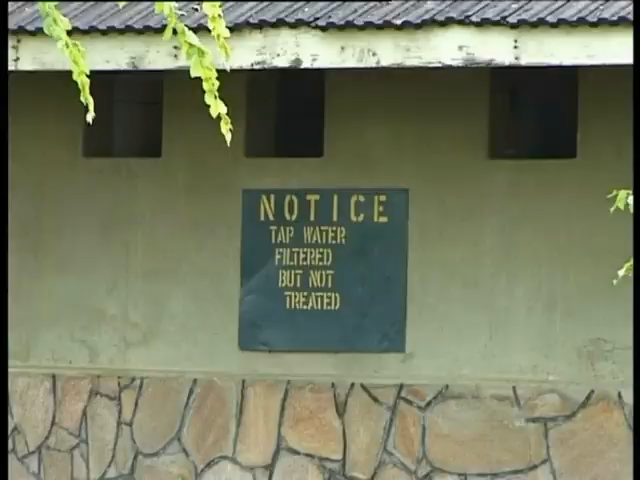 NOTICE
TAP WATER
FILTERED
BUT NOT
TREATED